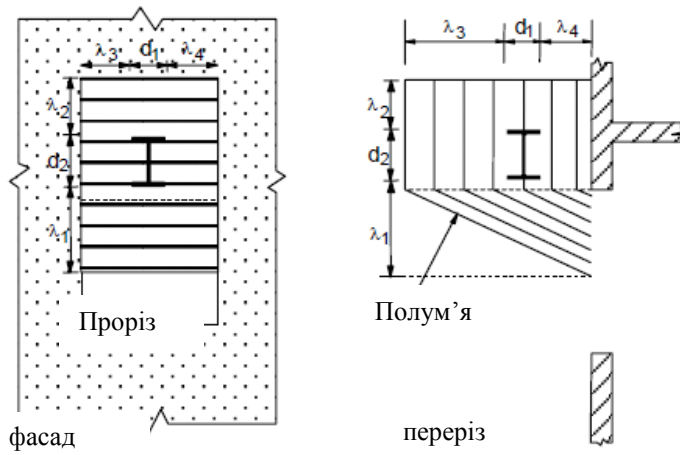 λ3 d1 λ4
λ2
d2
λ1
Проріз
фасад
λ3 d1 λ4
λ2
d2
λ1
Полум’я
переріз